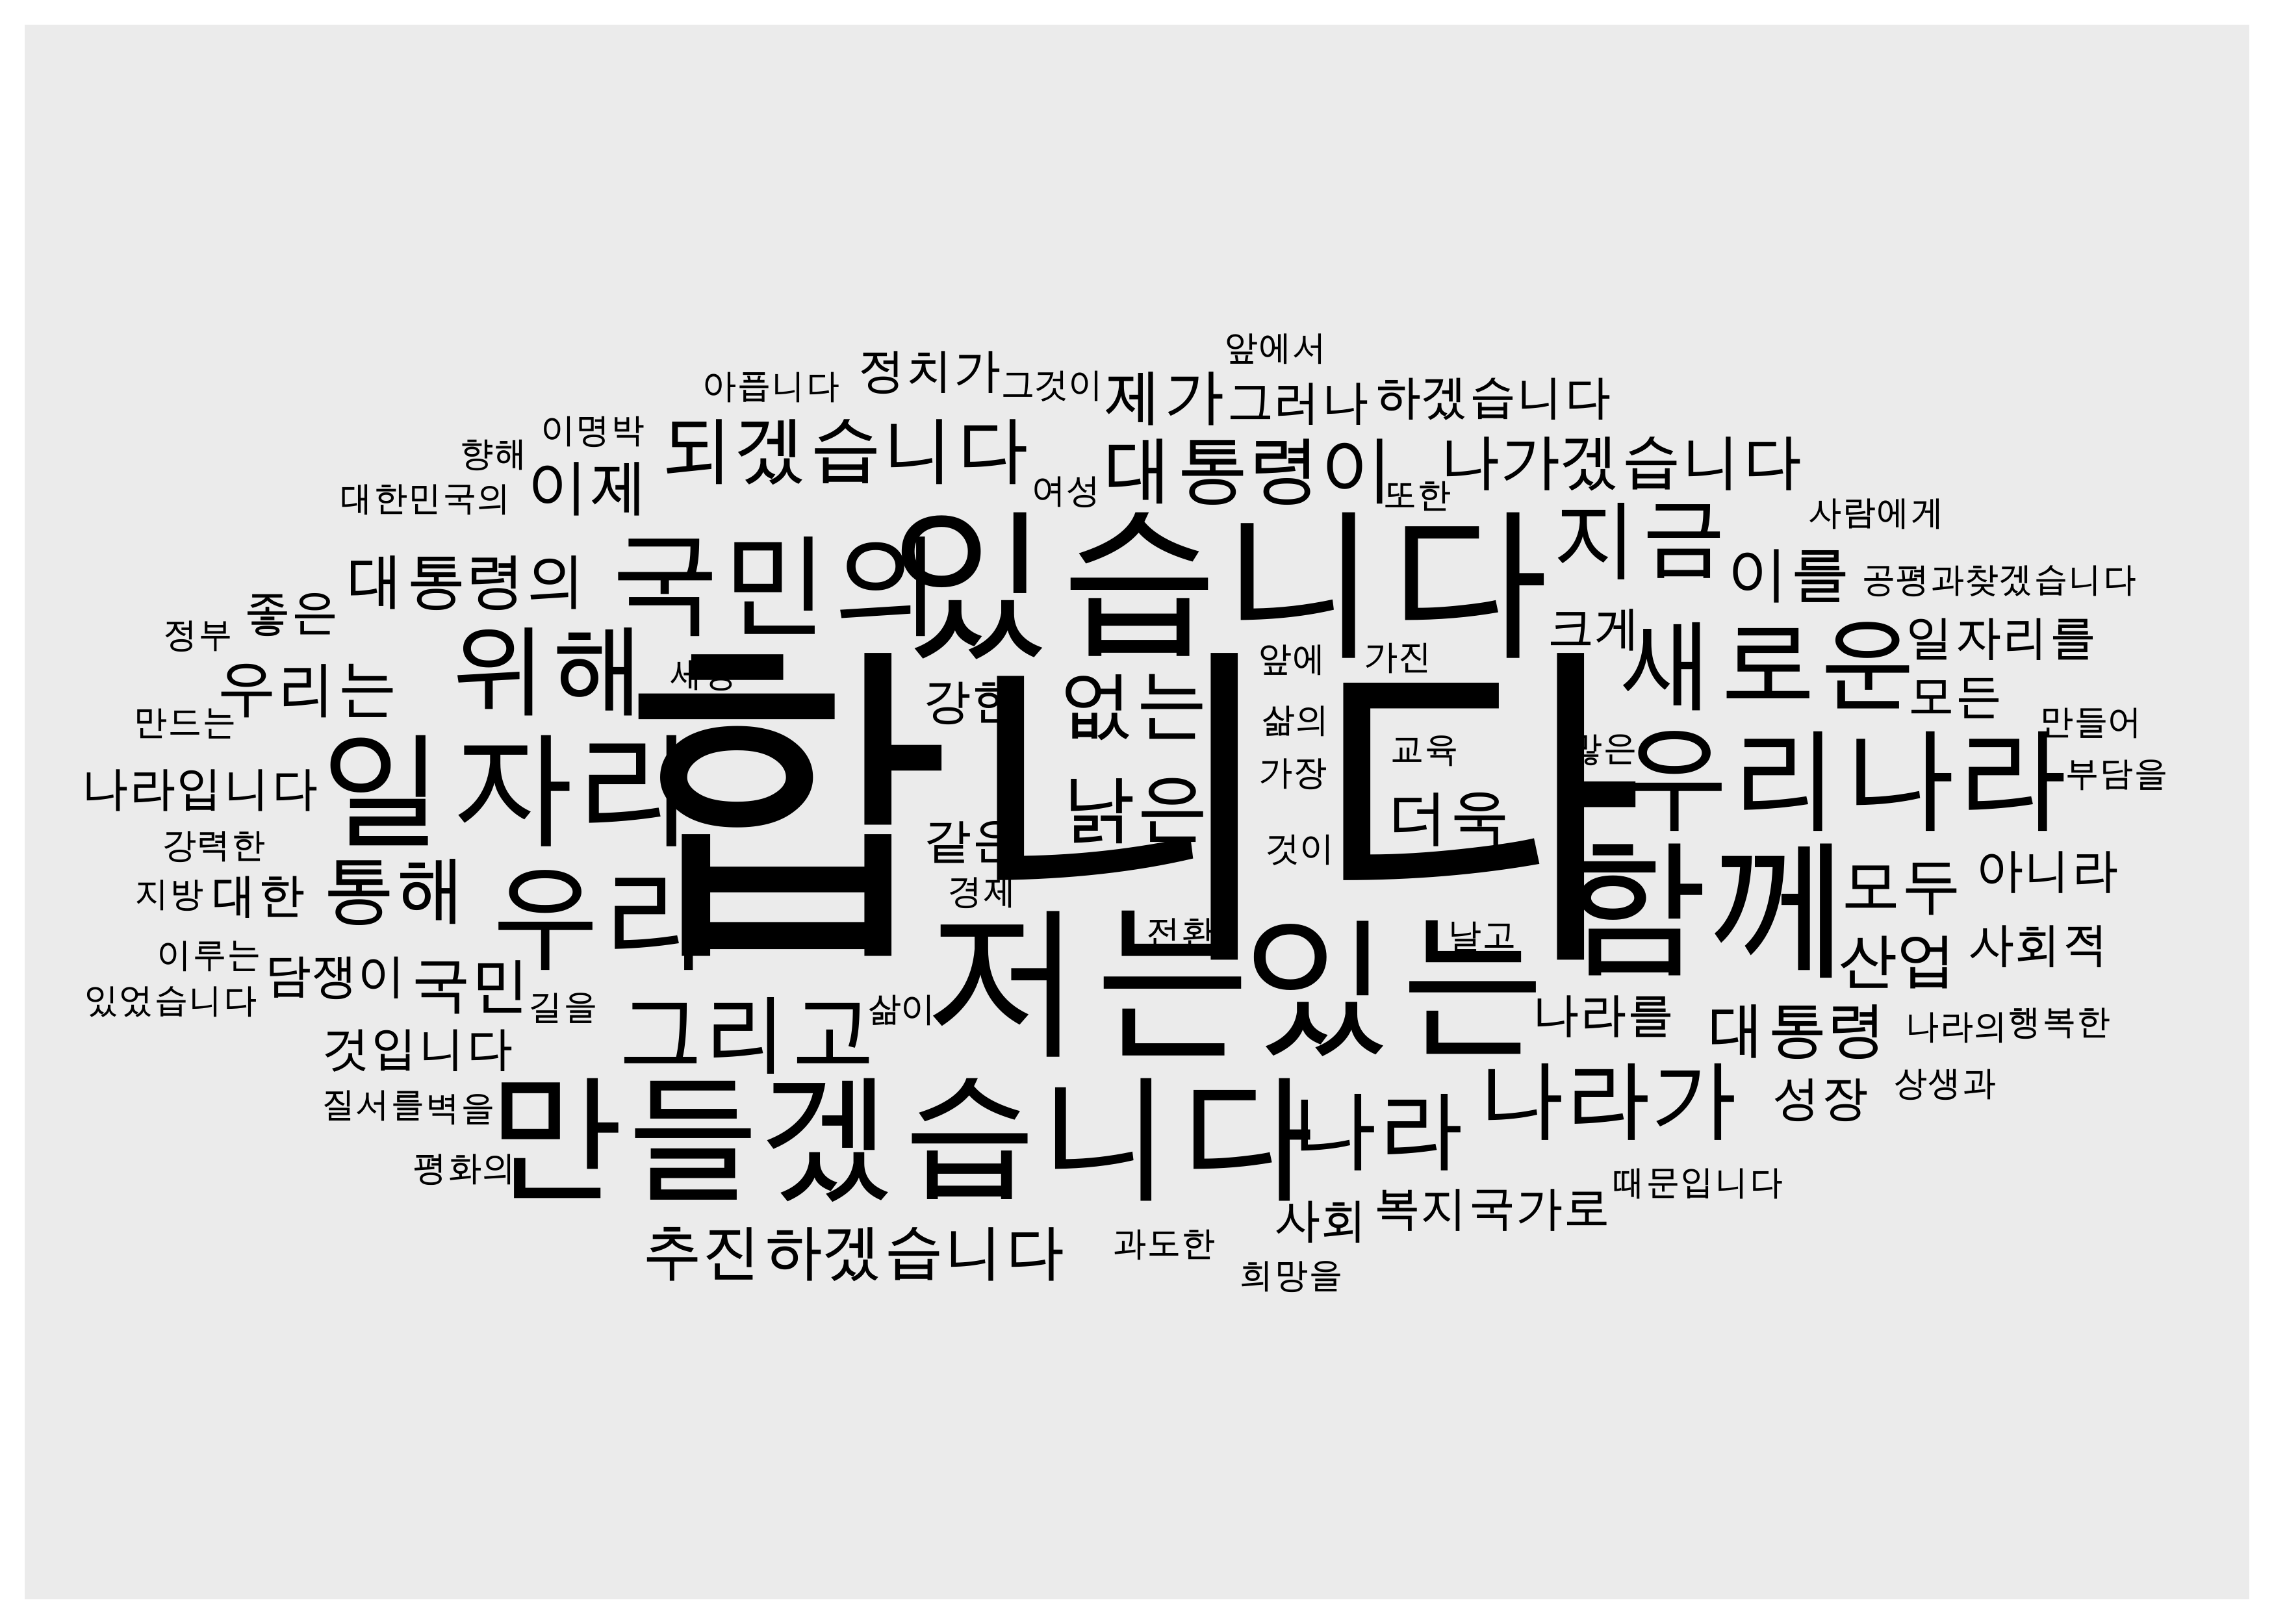 앞에서
아픕니다 정치가 그것이 제가 그러나 하겠습니다
향해 이명박 되겠습니다 대통령이 나가겠습니다
대한민국의 이제 여성 또한 사람에게
대통령의 국민의 있습니다 지금 이를 공평과 찾겠습니다
정부 좋은 크게 일자리를
우리는 위해 강한 없는 앞에 가진 새로운 모든
만드는 삶의 교육 만들어
나라입니다 일자리 합니다 낡은 가장 더욱 우리나라 부담을
강력한 같은 것이
지방 대한 통해 우리 경제 함께 모두 아니라
이루는 담쟁이 국민 저는 전환 있는 날고 산업 사회적
있었습니다 길을 그리고 삶이 나라를 대통령 나라의 행복한
것입니다
질서를 벽을 만들겠습니다 나라 나라가 성장 상생과
평화의 때문입니다
추진하겠습니다 과도한 사회 복지국가로
희망을